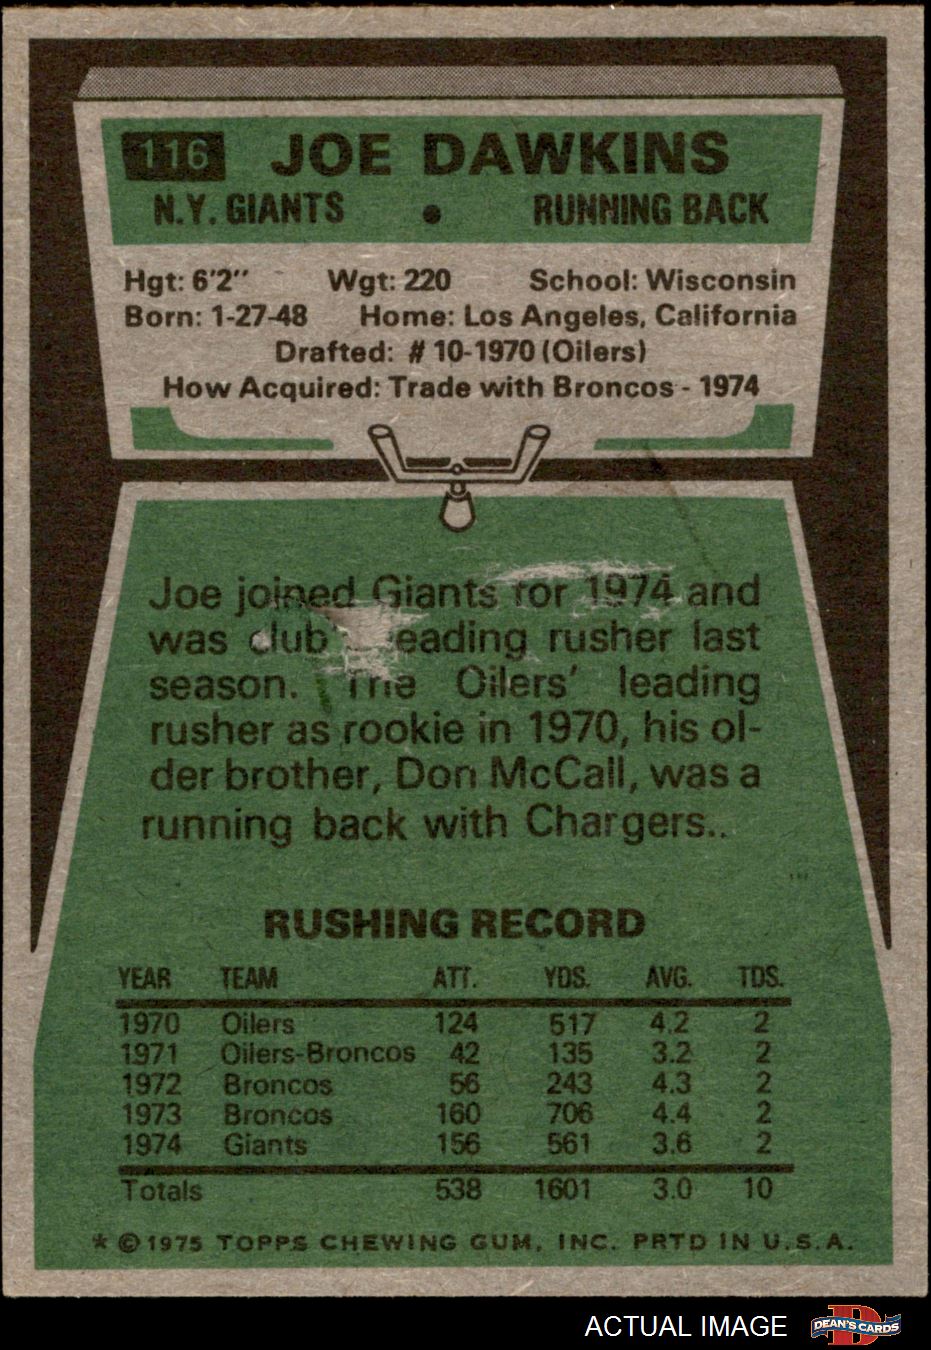 116 JOE DAWKINS
N.Y. GIANTS • RUNNING BACK
Hgt: 6'2" Wgt: 220 School: Wisconsin
Born: 1-27-48 Home: Los Angeles, California
Drafted: # 10-1970 (Oilers)
How Acquired: Trade with Broncos - 1974
Joe joined Giants for 1974 and
was club eading rusher last
season. The Oilers' leading
rusher as rookie in 1970, his ol-
der brother, Don McCall, was a
running back with Chargers..
RUSHING RECORD
YEAR TEAM ATT. YDS. AVG. TDS.
1970 Oilers 124 517 4.2 2
1971 Oilers-Broncos 42 135 3.2 2
1972 Broncos 56 243 4.3 2
1973 Broncos 160 706 4.4 2
1974 Giants 156 561 3.6 2
Totals 538 1601 3.0 10
* © 1975 TOPPS CHEWING GUM, INC. PRTD IN U.S.A.
ACTUAL IMAGE DEAN'S CARDS